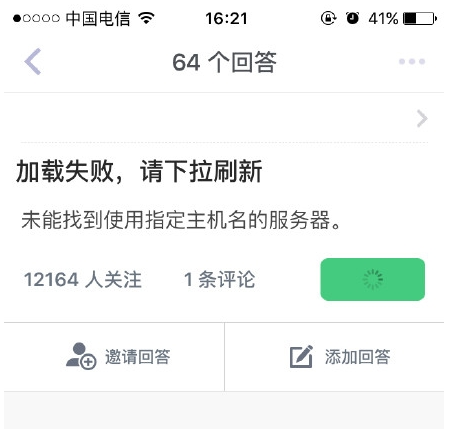 中国电信 16:21 41%
64 个回答
加载失败，请下拉刷新
未能找到使用指定主机名的服务器。
12164 人关注 1 条评论
邀请回答 添加回答